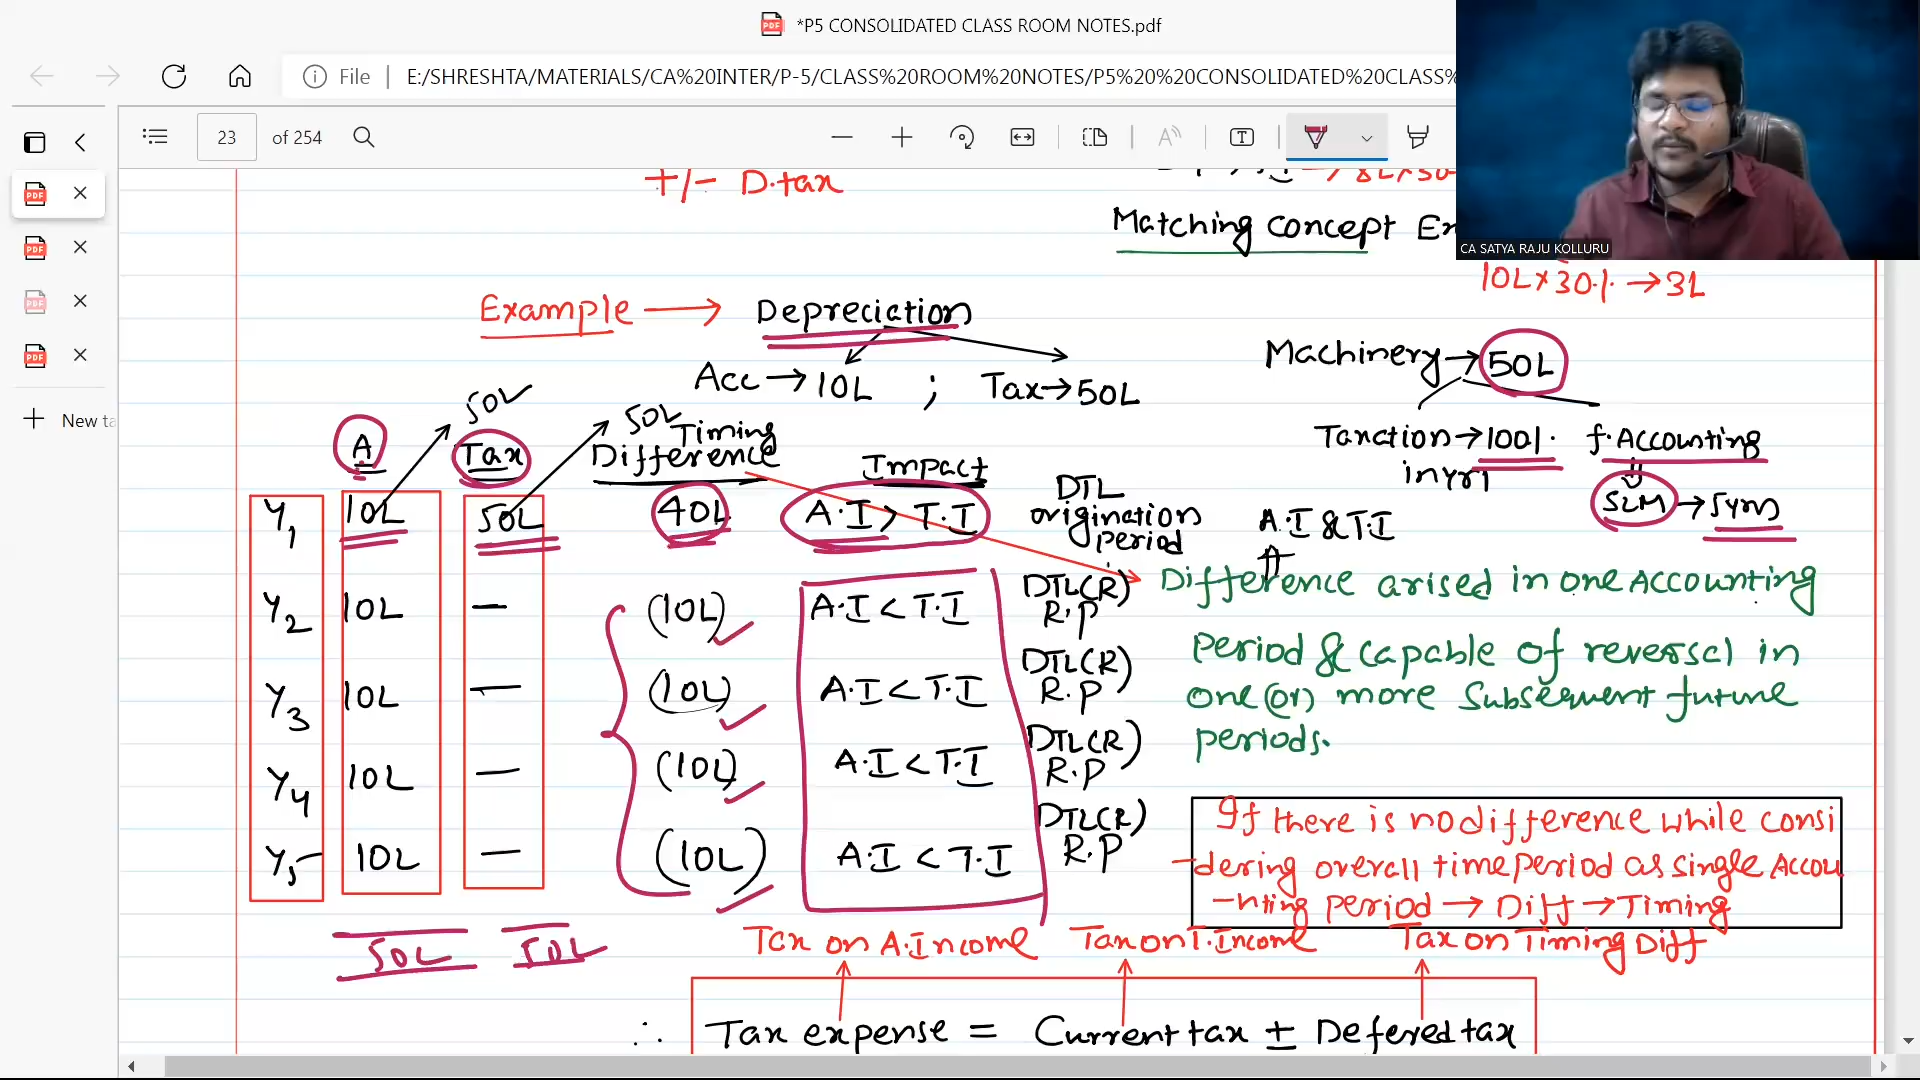 *P5 CONSOLIDATED CLASS ROOM NOTES.pdf
File E:/SHRESHTA/MATERIALS/CA%20INTER/P-5/CLASS%20ROOM%20NOTES/P5%20%20CONSOLIDATED%20CLASS%
23 of 254
New ta
CA SATYA RAJU KOLLURU
+/- D.tax
Matching concept En
10L×30% → 3L
Example → Depreciation
Acc → 10L ; Tax → 50L
Machinery → 50L
Taxation → 100% f. Accounting
in yr1
SLM → 5yrs
50L 50L
A Tax Timing Difference Impact
Y1 10L 50L 40L A.I > T.I DTL origination period
A.I & T.I
Y2 10L — (10L) A.I < T.I DTL(R) R.P
Y3 10L — (10L) A.I < T.I DTL(R) R.P
Y4 10L — (10L) A.I < T.I DTL(R) R.P
Y5 10L — (10L) A.I < T.I DTL(R) R.P
50L 50L
Difference arised in one Accounting
Period & capable of reversal in
one (or) more Subsequent future
periods.
If there is no difference while consi
-dering overall time period as single Accou
-nting period → Diff → Timing
Tax on A.Income Tax on T.Income Tax on Timing Diff
∴ Tax expense = Current tax ± Defered tax